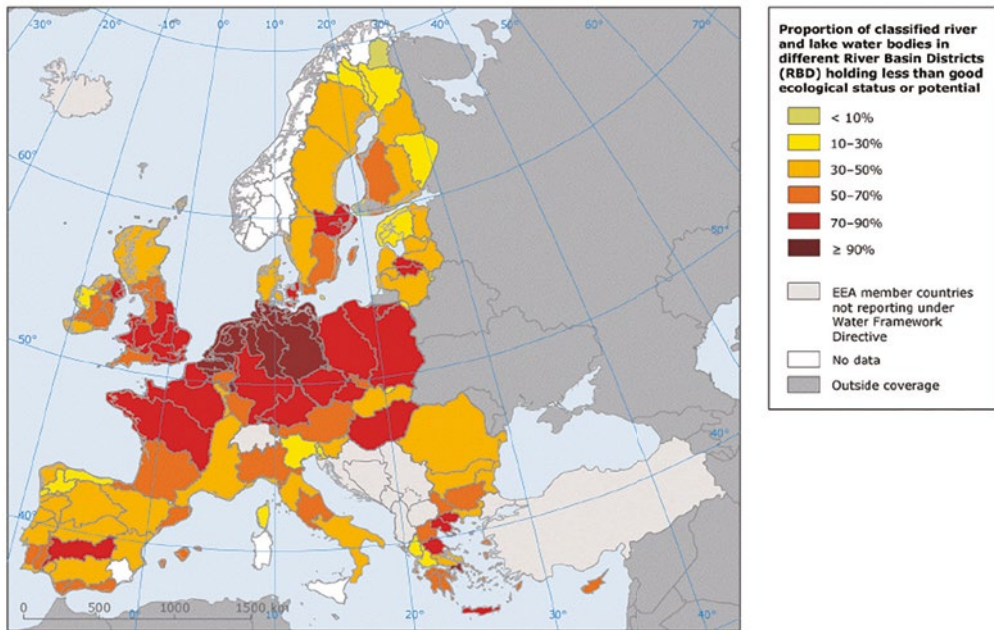 -30° -20° -10° 0° 10° 20° 30° 40° 50° 60° 70°
60°
60°
50°
50°
40°
40°
0 500 1000 1500 km
0° 10° 20° 30° 40°
Proportion of classified river
and lake water bodies in
different River Basin Districts
(RBD) holding less than good
ecological status or potential
< 10%
10–30%
30–50%
50–70%
70–90%
≥ 90%
EEA member countries
not reporting under
Water Framework
Directive
No data
Outside coverage